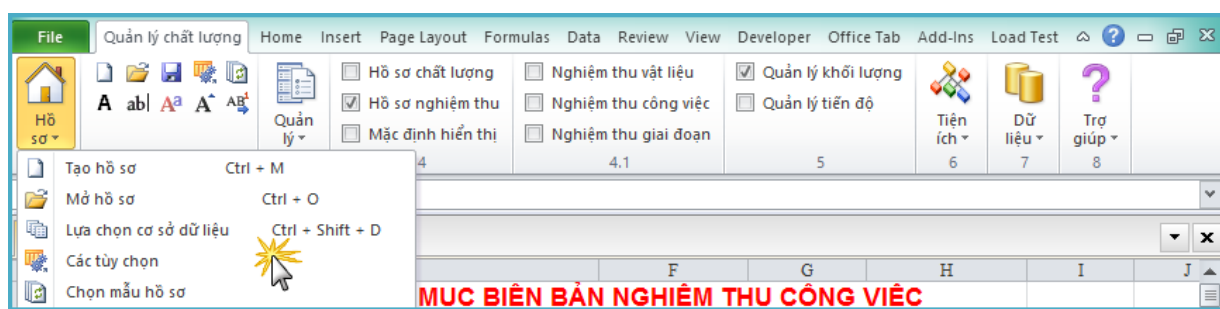 File Quản lý chất lượng Home Insert Page Layout Formulas Data Review View Developer Office Tab Add-Ins Load Test
Hồ sơ
A ab| Aa A AB
Quản lý
Hồ sơ chất lượng
Hồ sơ nghiệm thu
Mặc định hiển thị
Nghiệm thu vật liệu
Nghiệm thu công việc
Nghiệm thu giai đoạn
Quản lý khối lượng
Quản lý tiến độ
Tiện ích
Dữ liệu
Trợ giúp
4 4.1 5 6 7 8
Tạo hồ sơ Ctrl + M
Mở hồ sơ Ctrl + O
Lựa chọn cơ sở dữ liệu Ctrl + Shift + D
Các tùy chọn
Chọn mẫu hồ sơ
F G H I J
MỤC BIÊN BẢN NGHIỆM THU CÔNG VIỆC